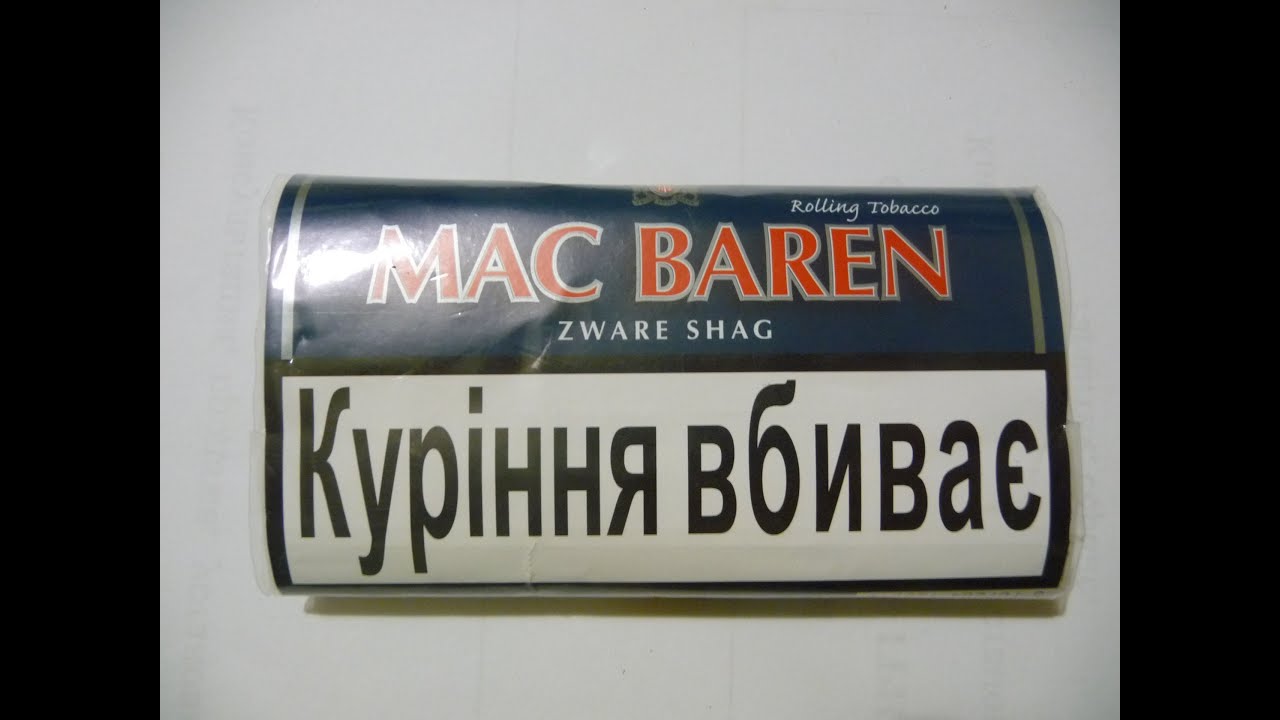 Rolling Tobacco
MAC BAREN
ZWARE SHAG
Куріння вбиває